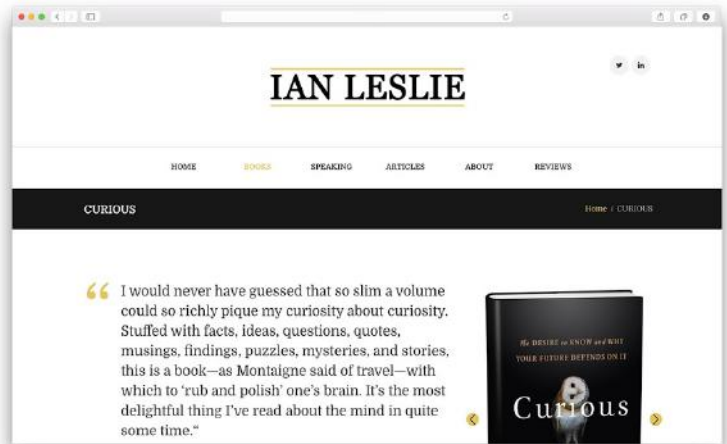 IAN LESLIE
in
HOME BOOKS SPEAKING ARTICLES ABOUT REVIEWS
CURIOUS
Home / CURIOUS
“ I would never have guessed that so slim a volume
could so richly pique my curiosity about curiosity.
Stuffed with facts, ideas, questions, quotes,
musings, findings, puzzles, mysteries, and stories,
this is a book—as Montaigne said of travel—with
which to ‘rub and polish’ one’s brain. It’s the most
delightful thing I’ve read about the mind in quite
some time.“
The DESIRE to KNOW and WHY
YOUR FUTURE DEPENDS ON IT
Curious